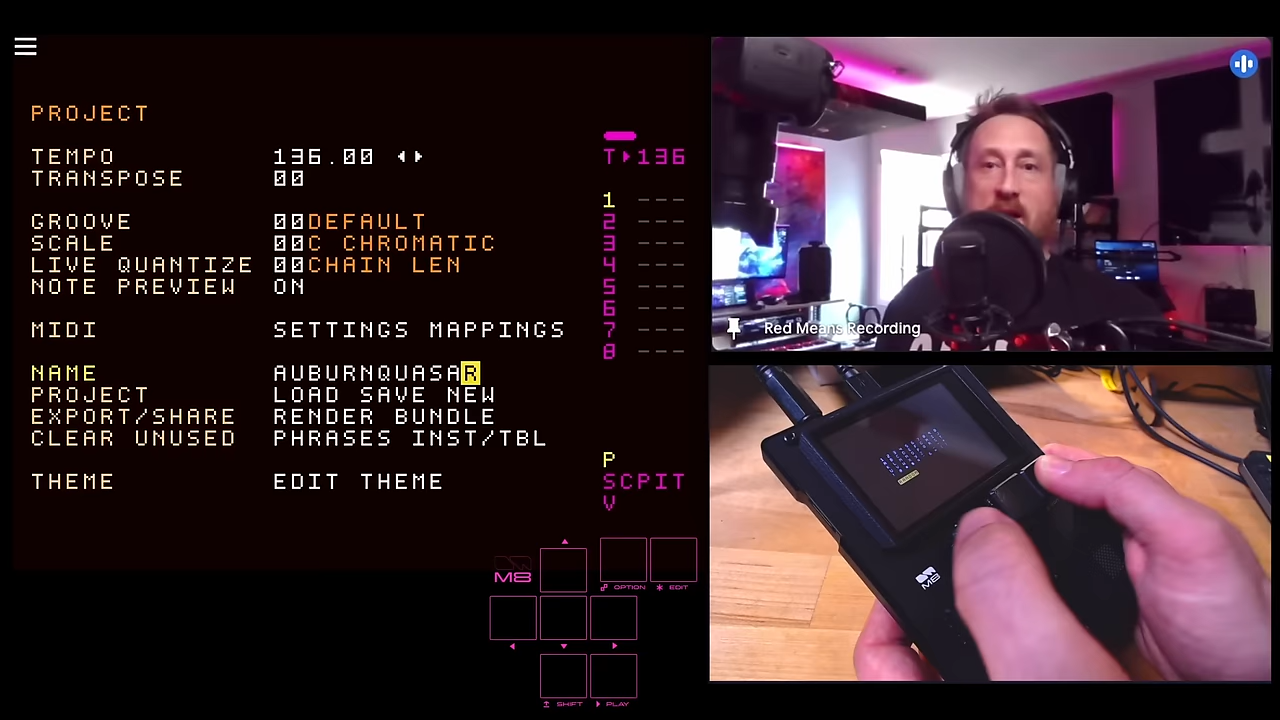 PROJECT
TEMPO 136.00
TRANSPOSE 00
GROOVE 00DEFAULT
SCALE 00C CHROMATIC
LIVE QUANTIZE 00CHAIN LEN
NOTE PREVIEW ON
MIDI SETTINGS MAPPINGS
NAME AUBURNQUASAR
PROJECT LOAD SAVE NEW
EXPORT/SHARE RENDER BUNDLE
CLEAR UNUSED PHRASES INST/TBL
THEME EDIT THEME
T 136
1 ---
2 ---
3 ---
4 ---
5 ---
6 ---
7 ---
8 ---
P
SCPIT
V
M8
OPTION EDIT
SHIFT PLAY
Red Means Recording
M8